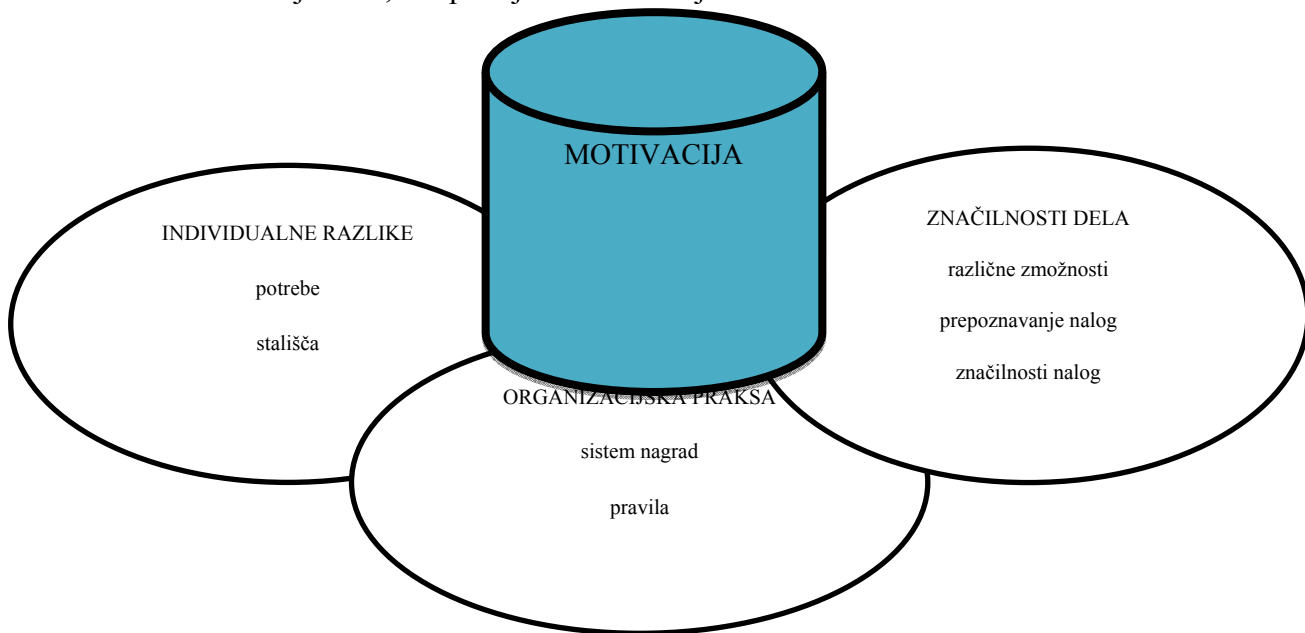 MOTIVACIJA
INDIVIDUALNE RAZLIKE
potrebe
stališča
ZNAČILNOSTI DELA
različne zmožnosti
prepoznavanje nalog
značilnosti nalog
ORGANIZACIJSKA PRAKSA
sistem nagrad
pravila